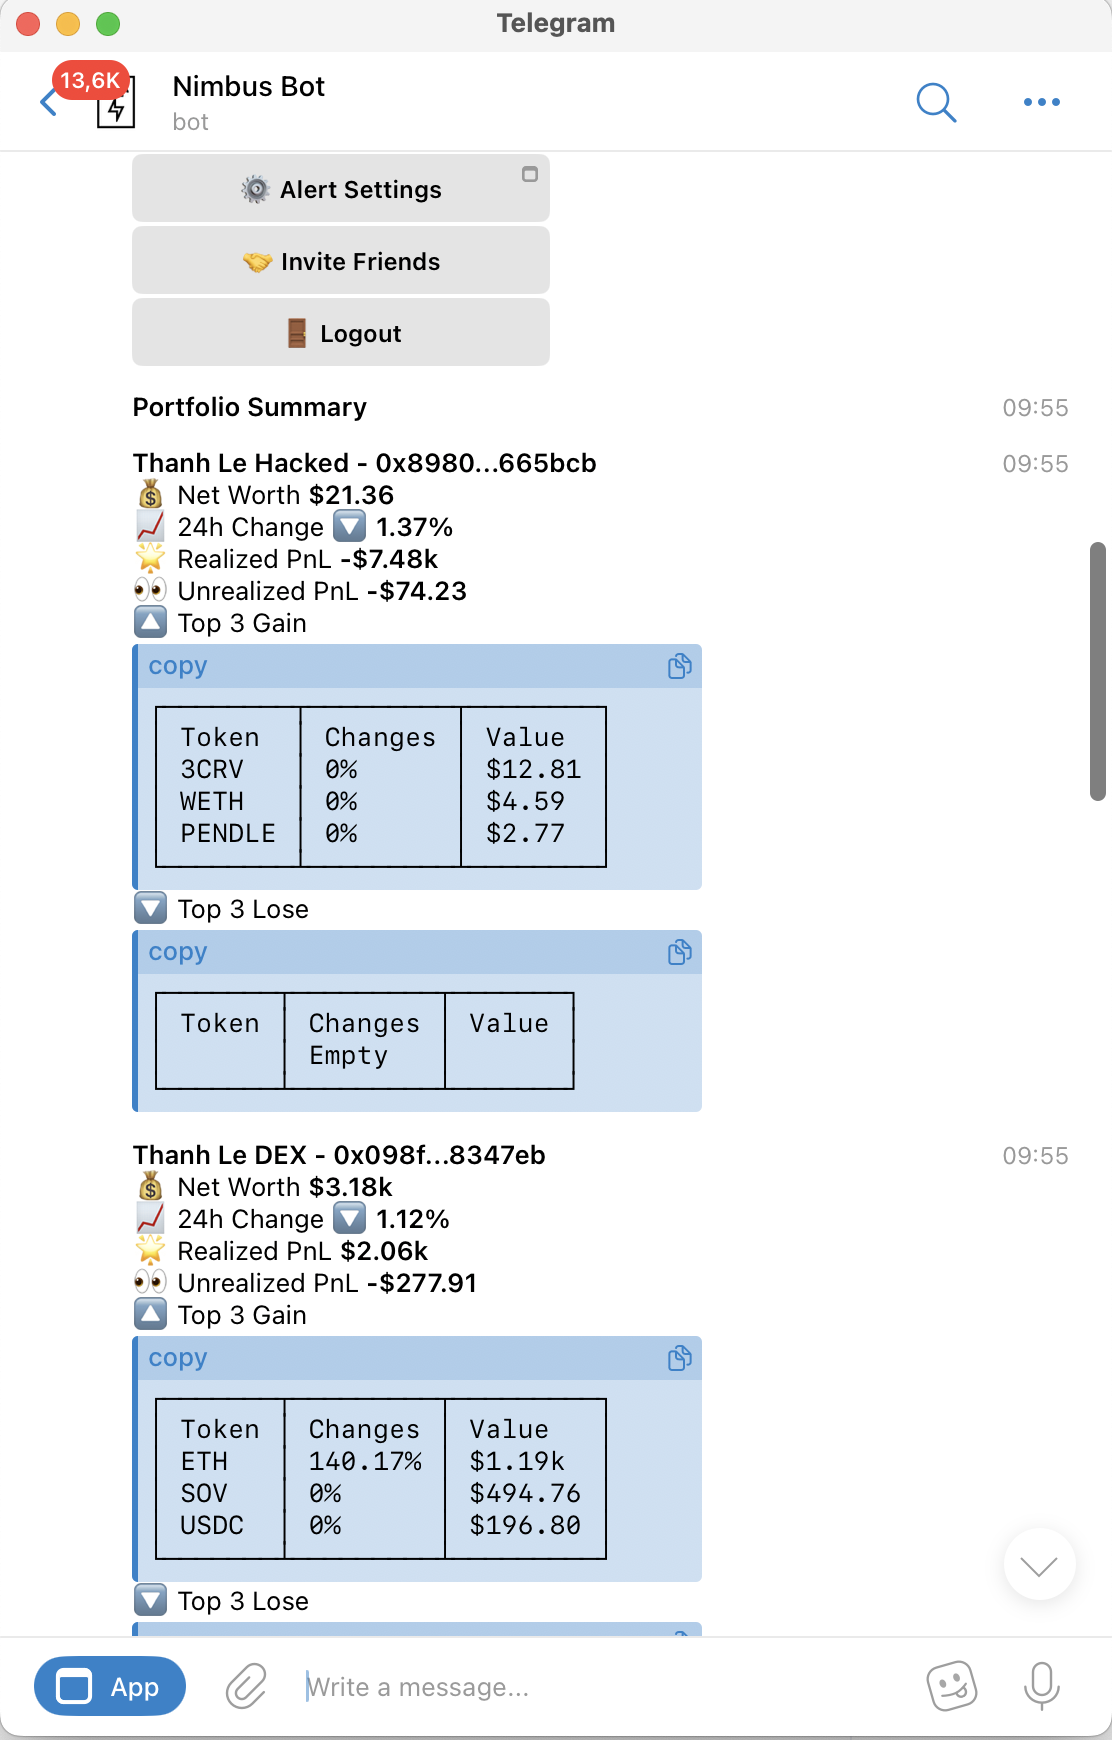 Telegram
13,6K
Nimbus Bot
bot
⚙️ Alert Settings
🤝 Invite Friends
🚪 Logout
Portfolio Summary 09:55
Thanh Le Hacked - 0x8980...665bcb 09:55
💰 Net Worth $21.36
📈 24h Change 🔽 1.37%
🌟 Realized PnL -$7.48k
👀 Unrealized PnL -$74.23
🔼 Top 3 Gain
copy
Token Changes Value
3CRV 0% $12.81
WETH 0% $4.59
PENDLE 0% $2.77
🔽 Top 3 Lose
copy
Token Changes Value
Empty
Thanh Le DEX - 0x098f...8347eb 09:55
💰 Net Worth $3.18k
📈 24h Change 🔽 1.12%
🌟 Realized PnL $2.06k
👀 Unrealized PnL -$277.91
🔼 Top 3 Gain
copy
Token Changes Value
ETH 140.17% $1.19k
SOV 0% $494.76
USDC 0% $196.80
🔽 Top 3 Lose
App
Write a message...